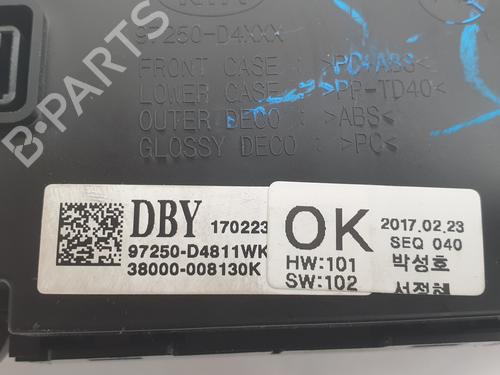 KIA
97250-D4XXX
FRONT CASE : >PC+ABS<
LOWER CASE : >PP-TD40<
OUTER DECO : >ABS<
GLOSSY DECO : >PC<
DBY 170223
97250-D4811WK
38000-008130K
OK
HW:101
SW:102
2017.02.23
SEQ 040
박성호
B-PARTS